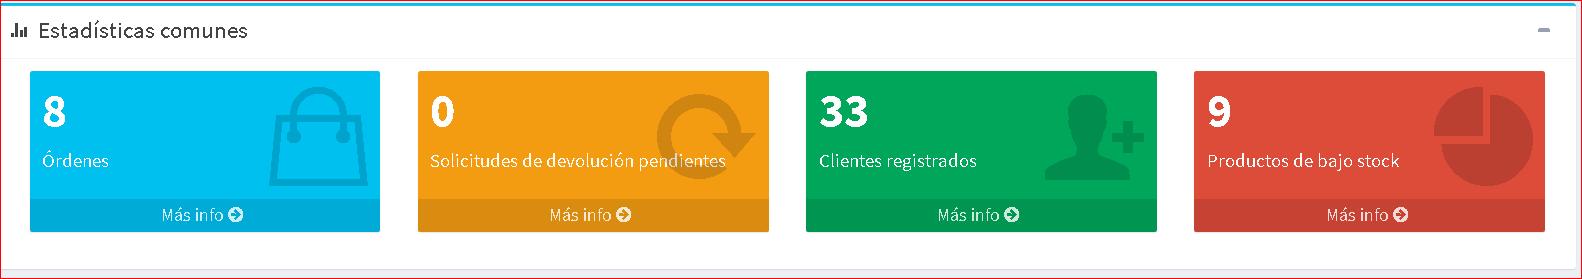 Estadísticas comunes
8
Órdenes
Más info
0
Solicitudes de devolución pendientes
Más info
33
Clientes registrados
Más info
9
Productos de bajo stock
Más info